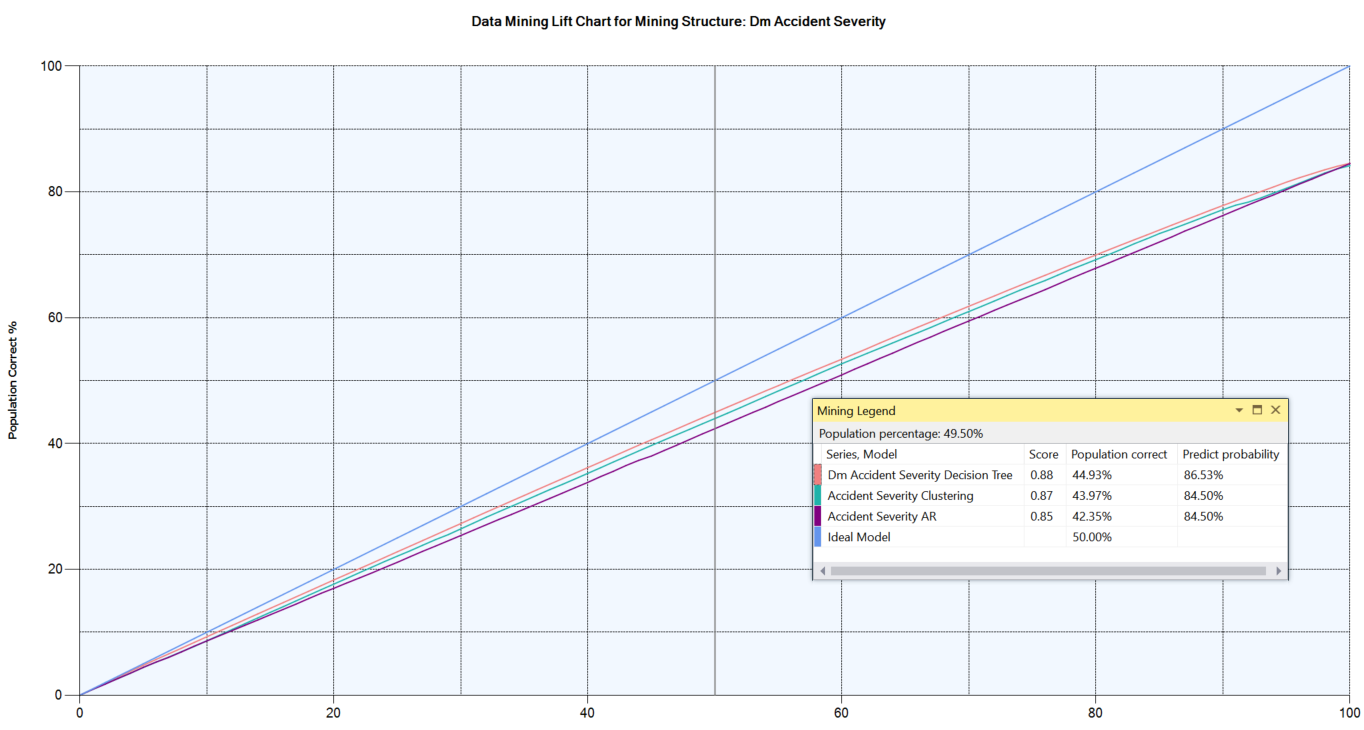 Data Mining Lift Chart for Mining Structure: Dm Accident Severity
Population Correct %
100
80
60
40
20
0
0 20 40 60 80 100
Mining Legend
Population percentage: 49.50%
Series, Model Score Population correct Predict probability
Dm Accident Severity Decision Tree 0.88 44.93% 86.53%
Accident Severity Clustering 0.87 43.97% 84.50%
Accident Severity AR 0.85 42.35% 84.50%
Ideal Model 50.00%